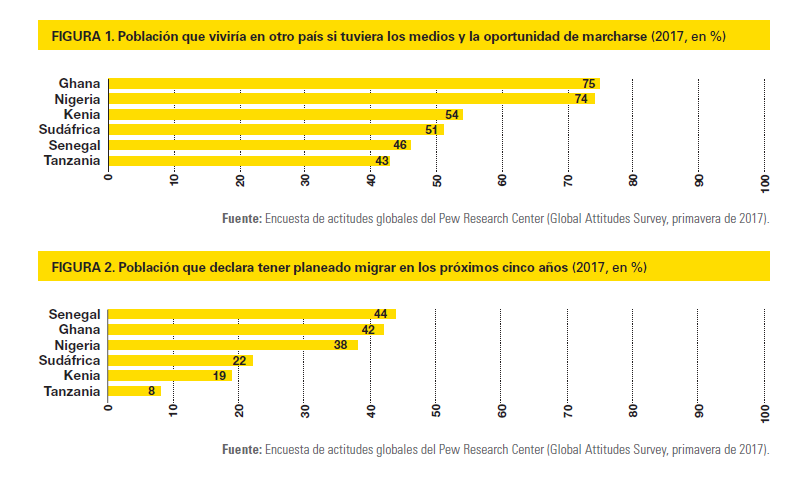 FIGURA 1. Población que viviría en otro país si tuviera los medios y la oportunidad de marcharse (2017, en %)
Ghana 75
Nigeria 74
Kenia 54
Sudáfrica 51
Senegal 46
Tanzania 43
0 10 20 30 40 50 60 70 80 90 100
Fuente: Encuesta de actitudes globales del Pew Research Center (Global Attitudes Survey, primavera de 2017).
FIGURA 2. Población que declara tener planeado migrar en los próximos cinco años (2017, en %)
Senegal 44
Ghana 42
Nigeria 38
Sudáfrica 22
Kenia 19
Tanzania 8
0 10 20 30 40 50 60 70 80 90 100
Fuente: Encuesta de actitudes globales del Pew Research Center (Global Attitudes Survey, primavera de 2017).